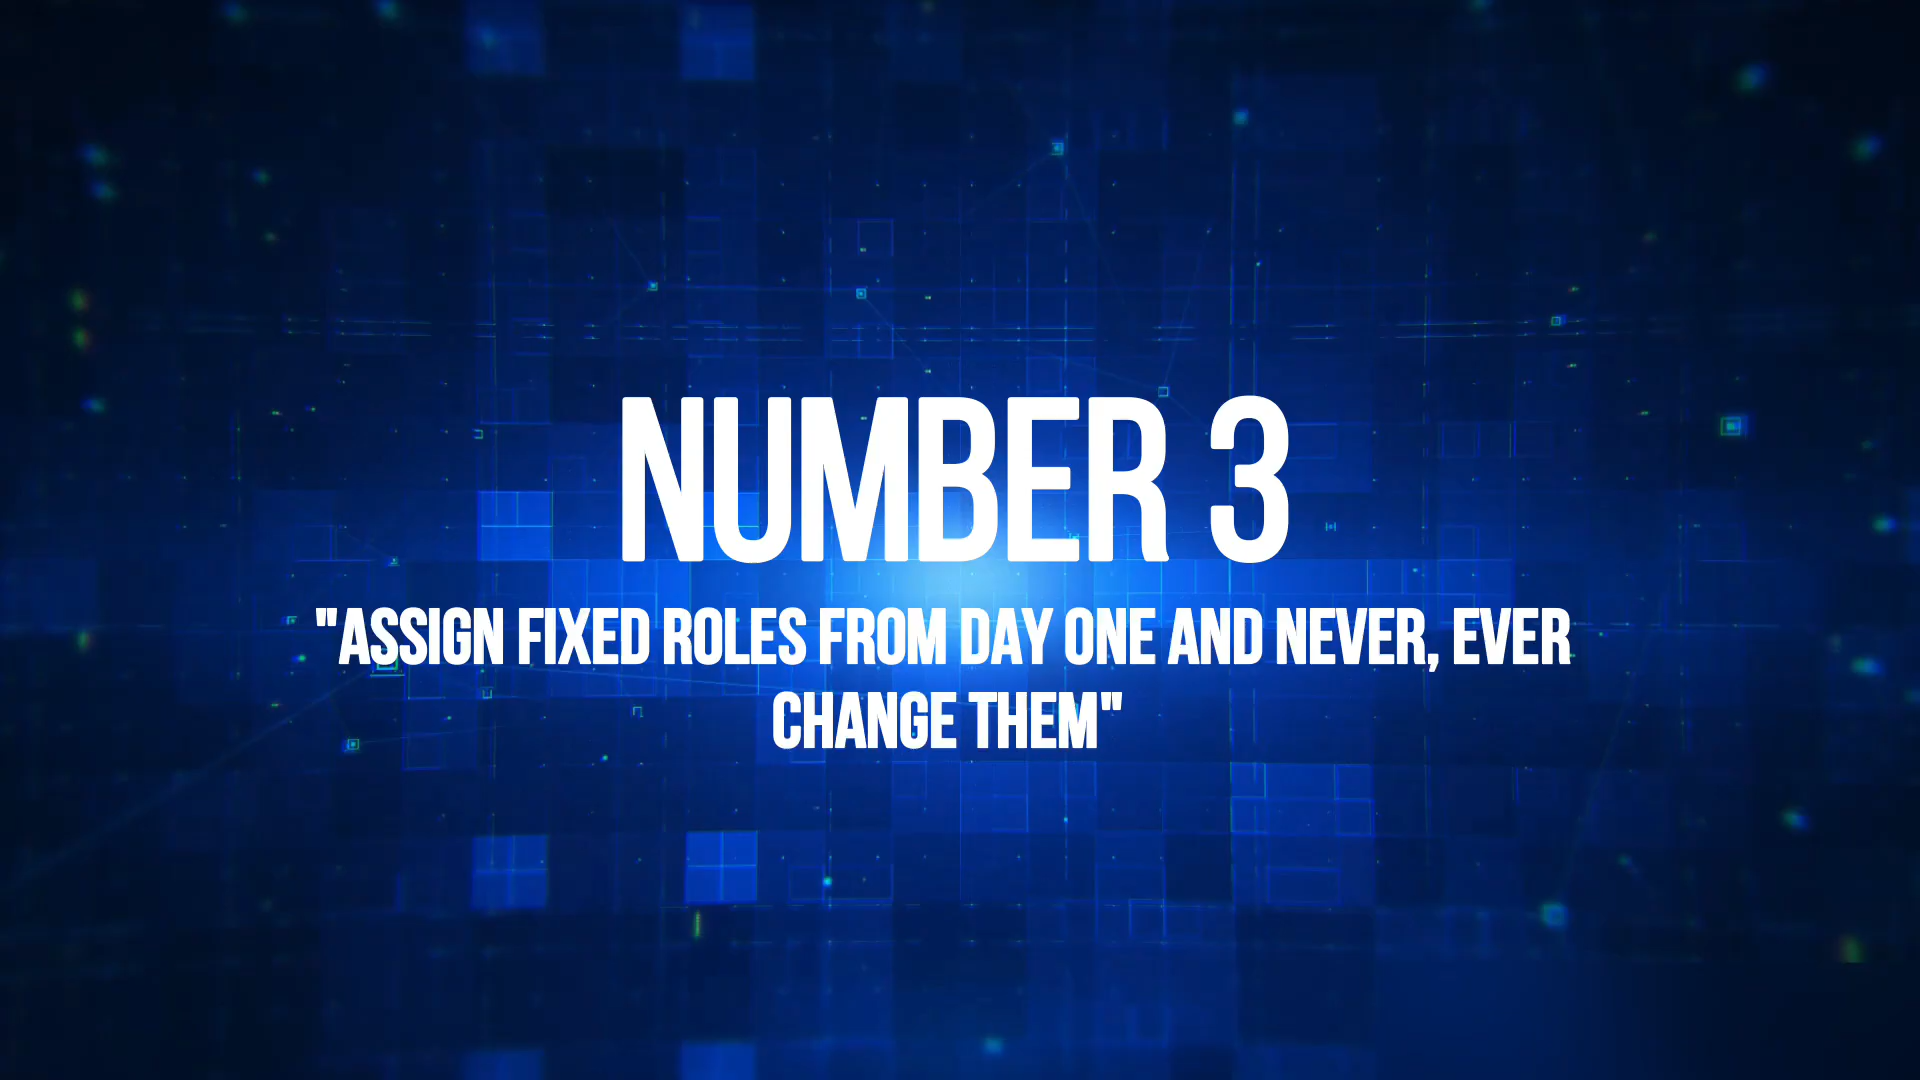 NUMBER 3
"ASSIGN FIXED ROLES FROM DAY ONE AND NEVER, EVER
CHANGE THEM"